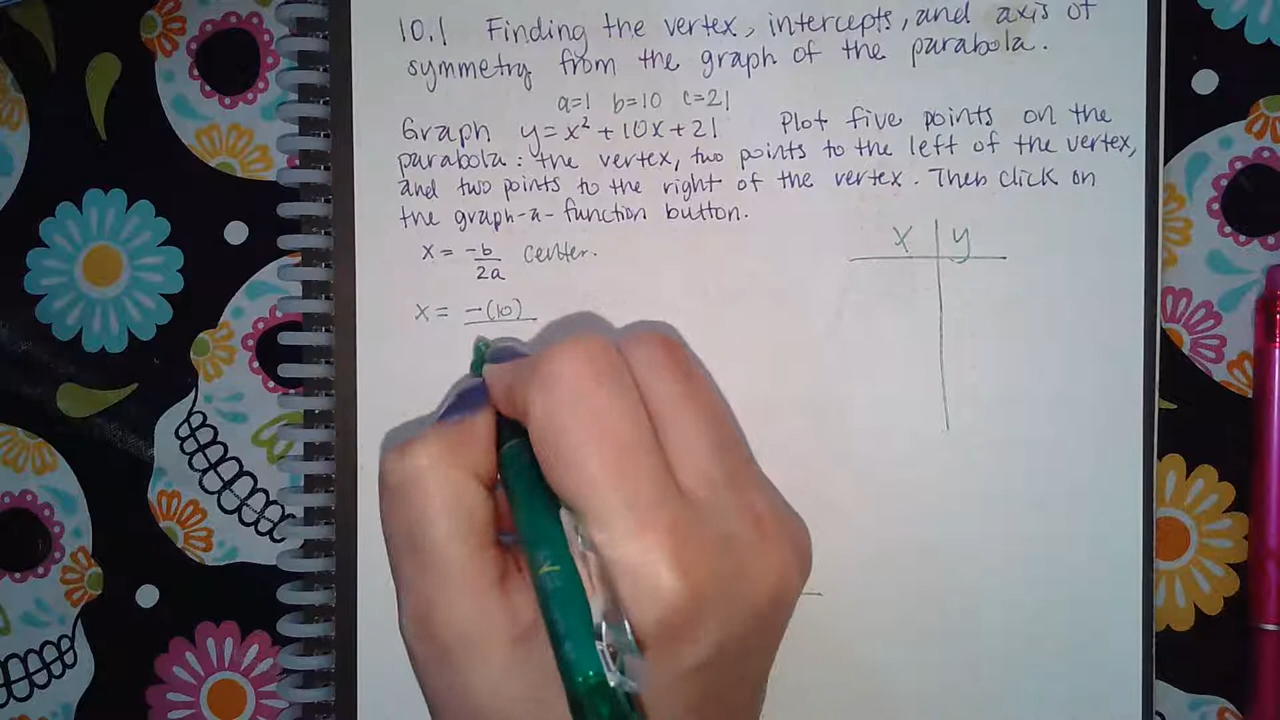 10.1 Finding the vertex, intercepts, and axis of
symmetry from the graph of the parabola.
a=1 b=10 c=21
Graph y=x²+10x+21 Plot five points on the
parabola: the vertex, two points to the left of the vertex,
and two points to the right of the vertex. Then click on
the graph-a-function button.
x = -b/2a center.
x y
x = -(10)